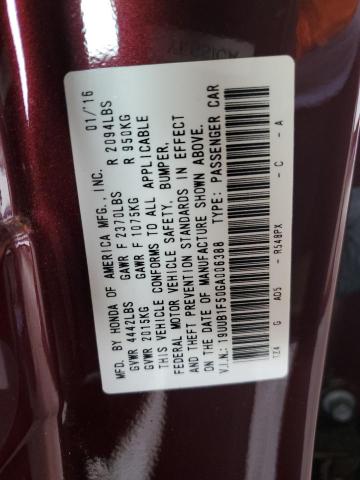 MFD. BY HONDA OF AMERICA MFG., INC. 01/'16
GVWR 4442LBS GAWR F 2370LBS R 2094LBS
GVWR 2015KG GAWR F 1075KG R 950KG
THIS VEHICLE CONFORMS TO ALL APPLICABLE
FEDERAL MOTOR VEHICLE SAFETY, BUMPER,
AND THEFT PREVENTION STANDARDS IN EFFECT
ON THE DATE OF MANUFACTURE SHOWN ABOVE.
V.I.N.: 19UUB1F50GA006388 TYPE: PASSENGER CAR
TZ4 G AD5 - R548PX - C - A